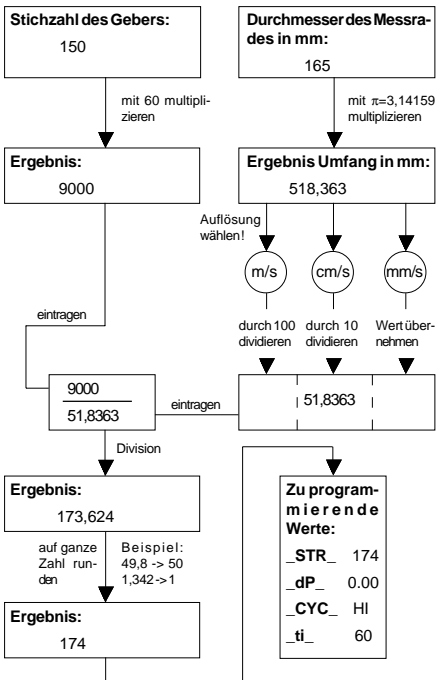 Stichzahl des Gebers:
150
Durchmesser des Messra-
des in mm:
165
mit 60 multipli-
zieren
mit π=3,14159
multiplizieren
Ergebnis:
9000
Ergebnis Umfang in mm:
518,363
Auflösung
wählen!
m/s
cm/s
mm/s
eintragen
durch 100
dividieren
durch 10
dividieren
Wert über-
nehmen
9000
51,8363
eintragen
51,8363
Division
Ergebnis:
173,624
auf ganze
Zahl run-
den
Beispiel:
49,8 -> 50
1,342->1
Ergebnis:
174
Zu program-
mierende
Werte:
_STR_ 174
_dP_ 0.00
_CYC_ HI
_ti_ 60